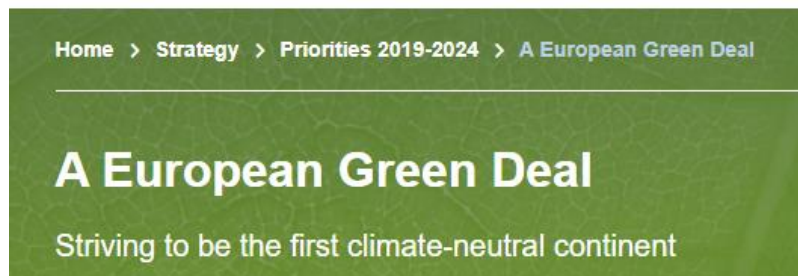 Home > Strategy > Priorities 2019-2024 > A European Green Deal
A European Green Deal
Striving to be the first climate-neutral continent